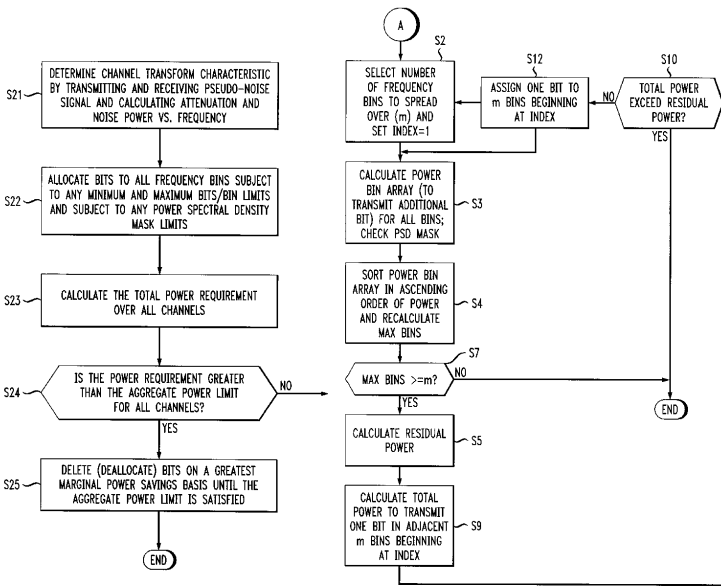 S21
DETERMINE CHANNEL TRANSFORM CHARACTERISTIC
BY TRANSMITTING AND RECEIVING PSEUDO-NOISE
SIGNAL AND CALCULATING ATTENUATION AND
NOISE POWER VS. FREQUENCY
S22
ALLOCATE BITS TO ALL FREQUENCY BINS SUBJECT
TO ANY MINIMUM AND MAXIMUM BITS/BIN LIMITS
AND SUBJECT TO ANY POWER SPECTRAL DENSITY
MASK LIMITS
S23
CALCULATE THE TOTAL POWER REQUIREMENT
OVER ALL CHANNELS
S24
IS THE POWER REQUIREMENT GREATER
THAN THE AGGREGATE POWER LIMIT
FOR ALL CHANNELS?
NO
YES
S25
DELETE (DEALLOCATE) BITS ON A GREATEST
MARGINAL POWER SAVINGS BASIS UNTIL THE
AGGREGATE POWER LIMIT IS SATISFIED
END
A
S2
SELECT NUMBER
OF FREQUENCY
BINS TO SPREAD
OVER (m) AND
SET INDEX=1
S12
ASSIGN ONE BIT TO
m BINS BEGINNING
AT INDEX
S10
TOTAL POWER
EXCEED RESIDUAL
POWER?
NO
YES
CALCULATE POWER
BIN ARRAY (TO
TRANSMIT ADDITIONAL
BIT) FOR ALL BINS;
CHECK PSD MASK
S3
SORT POWER BIN
ARRAY IN ASCENDING
ORDER OF POWER
AND RECALCULATE
MAX BINS
S4
S7
MAX BINS >=m?
NO
YES
END
CALCULATE RESIDUAL
POWER
S5
CALCULATE TOTAL
POWER TO TRANSMIT
ONE BIT IN ADJACENT
m BINS BEGINNING
AT INDEX
S9